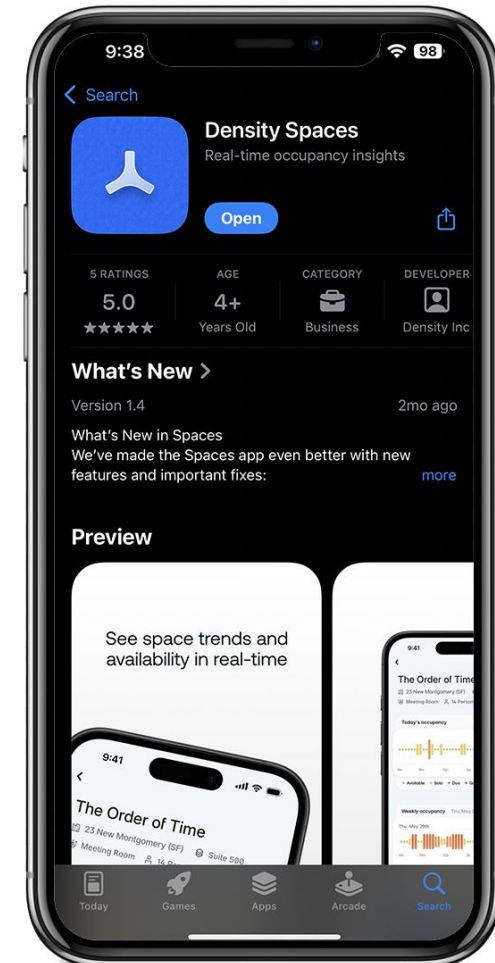 9:38
98
Search
Density Spaces
Real-time occupancy insights
Open
5 RATINGS
AGE
CATEGORY
DEVELOPER
5.0
4+
★★★★★
Years Old
Business
Density Inc
What's New >
Version 1.4
2mo ago
What's New in Spaces
We've made the Spaces app even better with new
features and important fixes:
more
Preview
See space trends and
availability in real-time
9:41
The Order of Time
23 New Montgomery (SF)
Suite 500
Meeting Room
9:41
The Order of Time
23 New Montgomery (SF)
Meeting Room
14 Person
Today's occupancy
Available
Solo
Duo
Weekly occupancy
Thu, May 29th
Today
Games
Apps
Arcade
Search